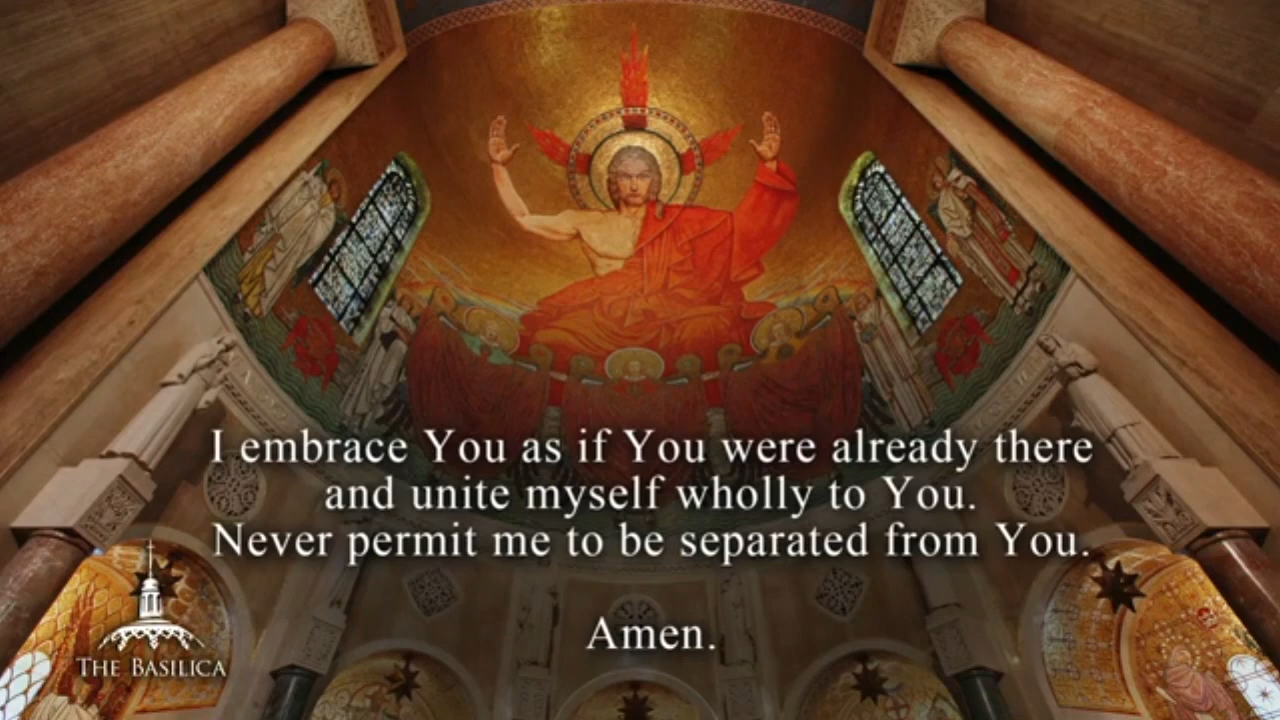 I embrace You as if You were already there
and unite myself wholly to You.
Never permit me to be separated from You.
Amen.
THE BASILICA